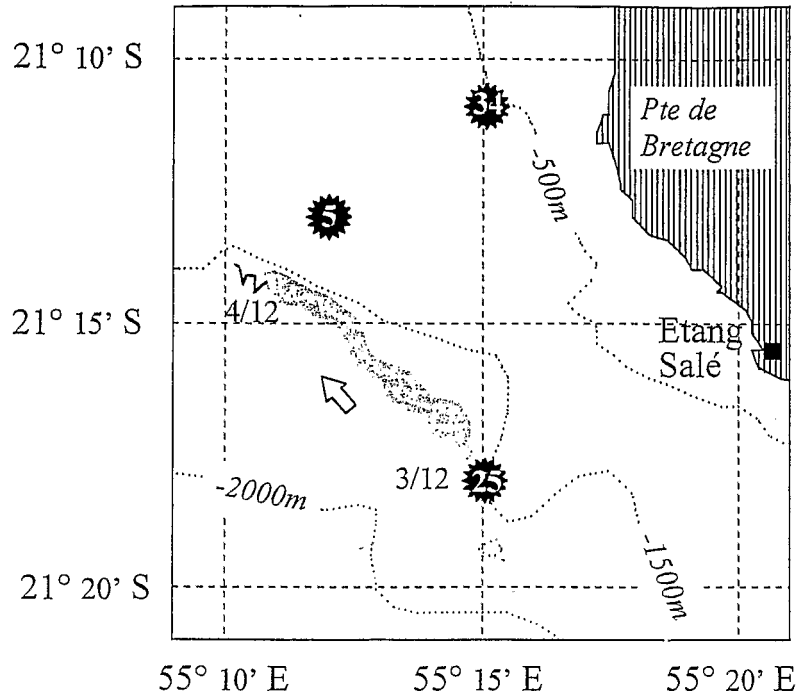 21° 10' S
34
Pte de
Bretagne
-500m
5
4/12
21° 15' S
Etang
Salé
3/12
25
-2000m
-1500m
21° 20' S
55° 10' E
55° 15' E
55° 20' E